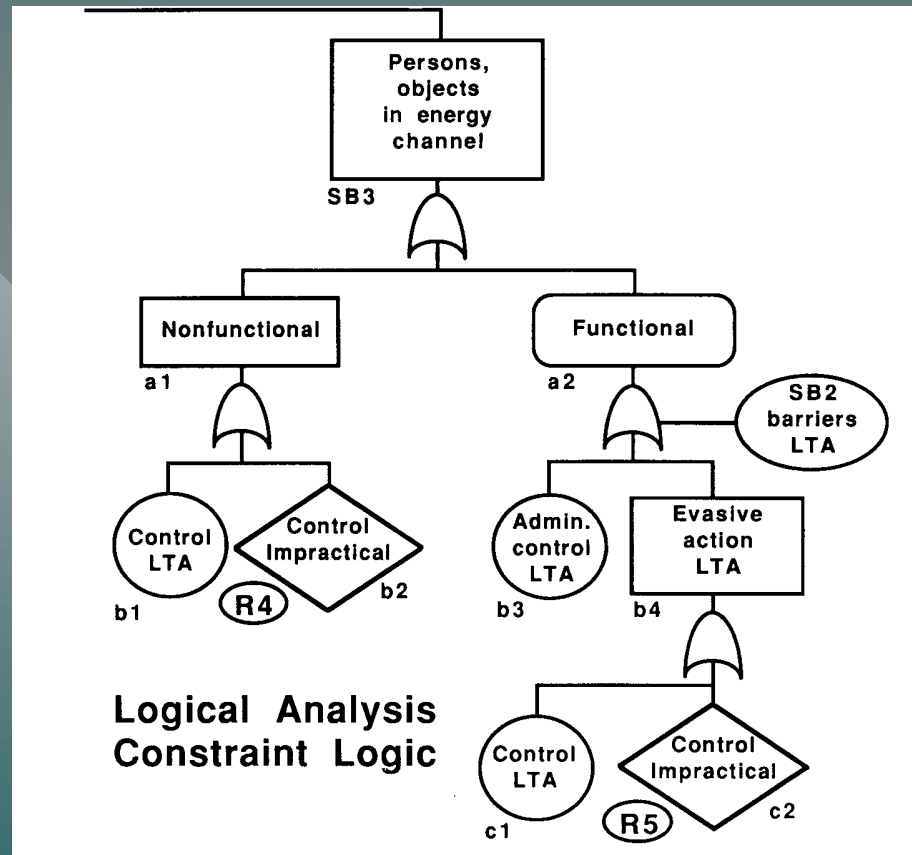 Persons,
objects
in energy
channel
SB3
Nonfunctional
a1
Functional
a2
SB2
barriers
LTA
Control
LTA
b1
R4
Control
Impractical
b2
Admin.
control
LTA
b3
Evasive
action
LTA
b4
Logical Analysis
Constraint Logic
Control
LTA
c1
R5
Control
Impractical
c2